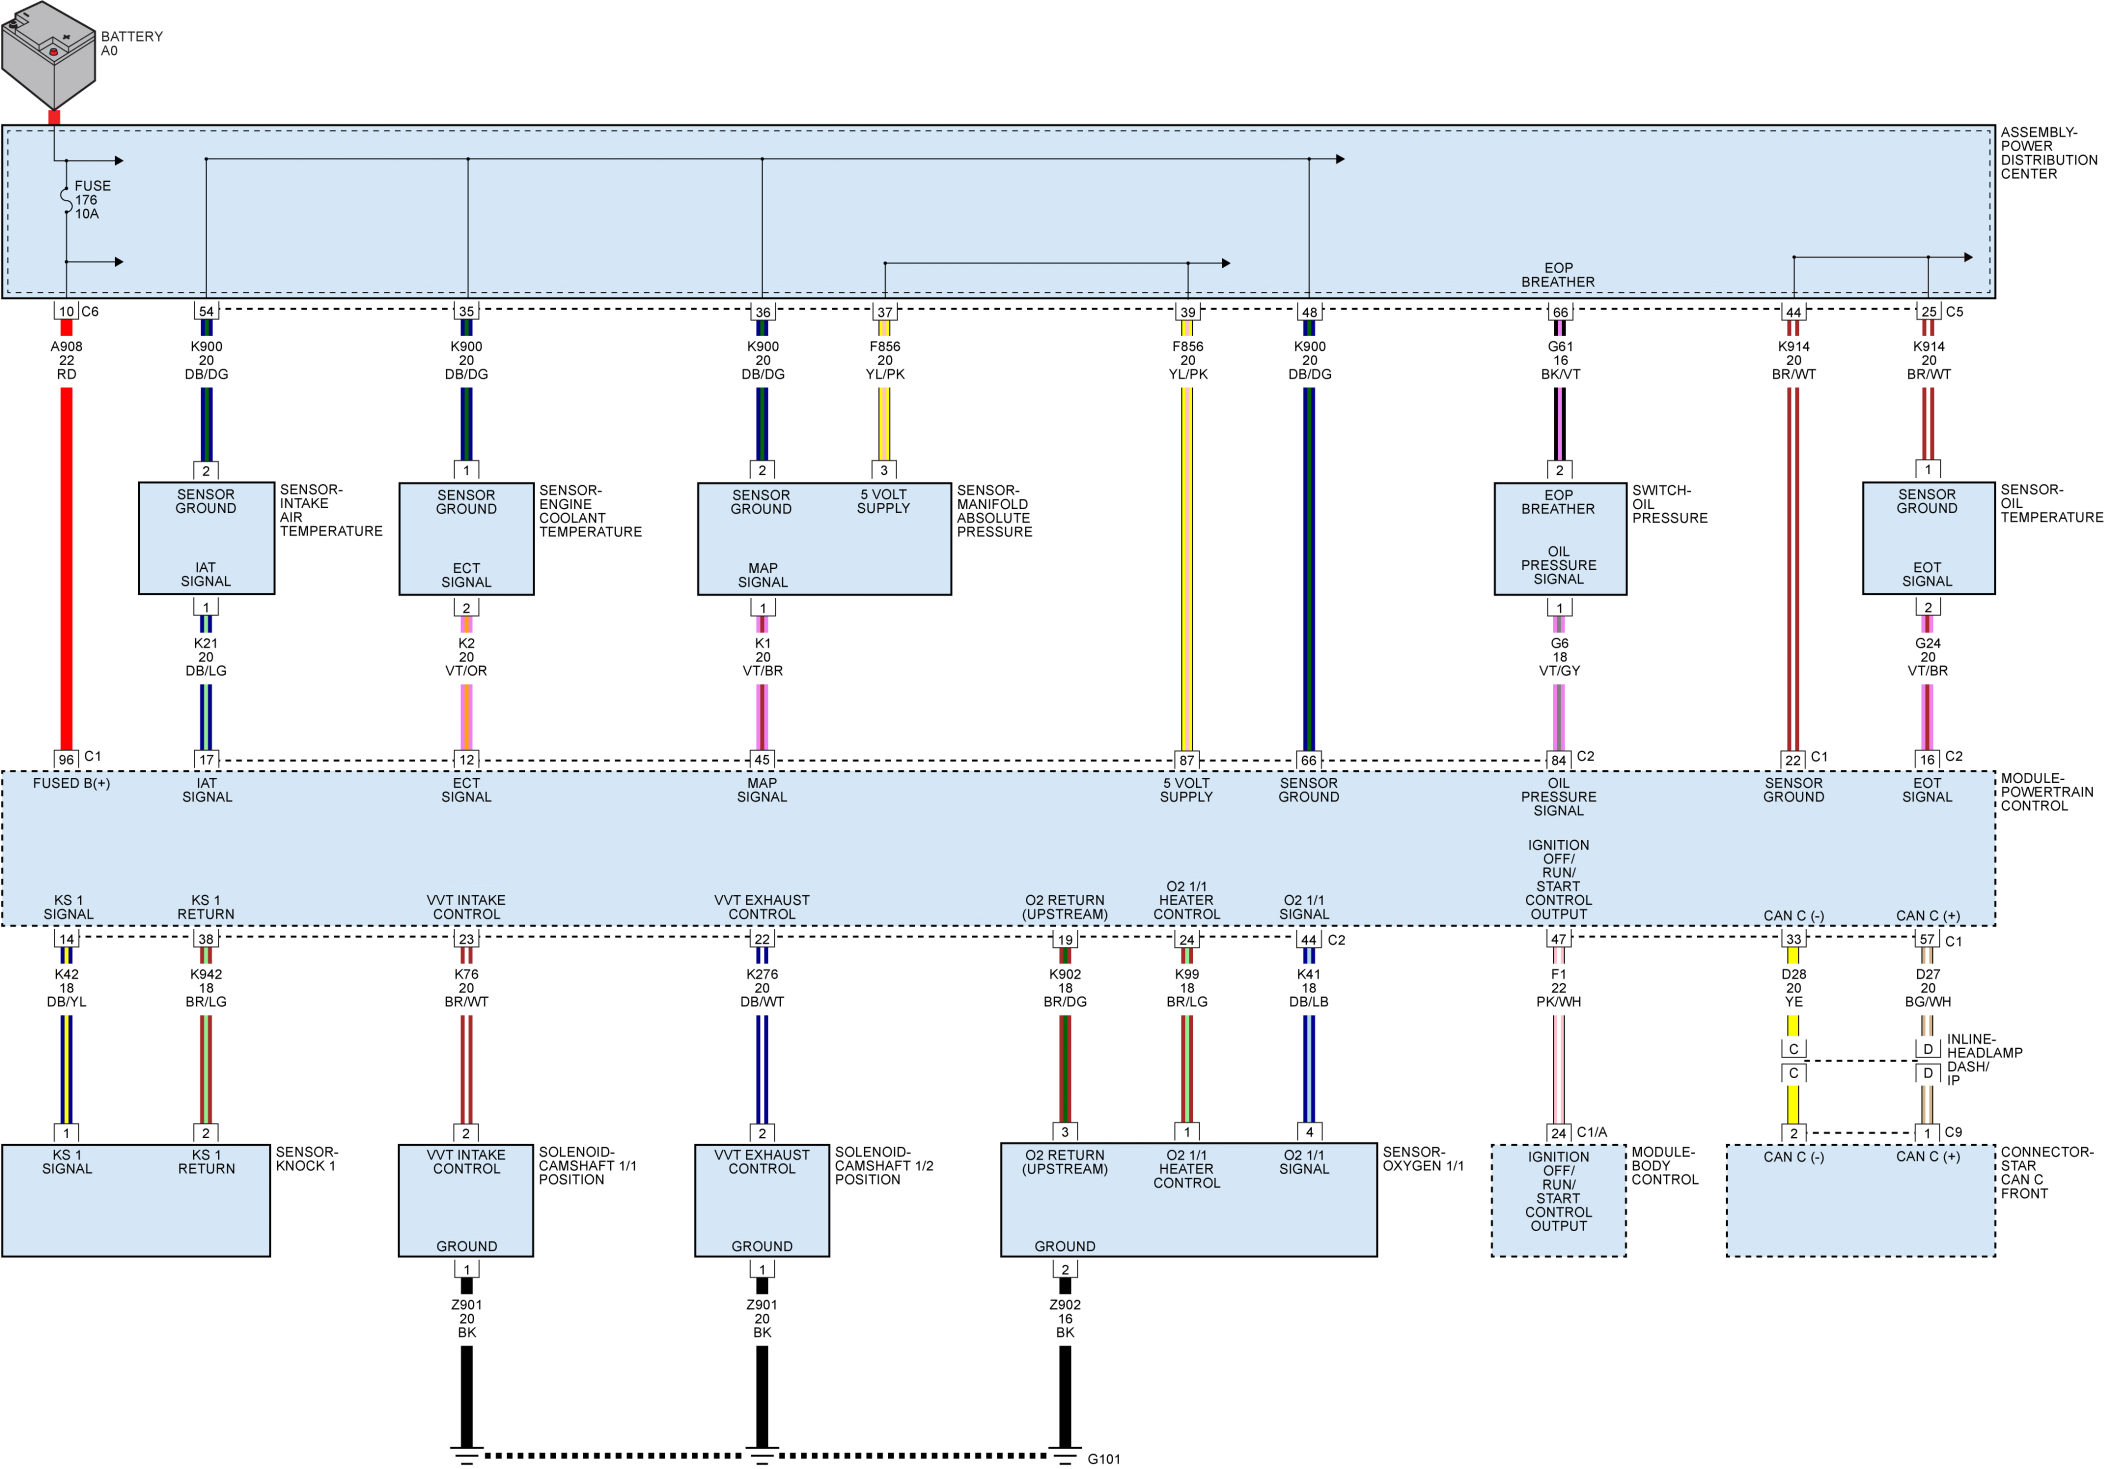 BATTERY
A0
ASSEMBLY-
POWER
DISTRIBUTION
CENTER
FUSE
176
10A
EOP
BREATHER
10 C6 54 35 36 37 39 48 66 44 25 C5
A908 K900 K900 K900 F856 F856 K900 G61 K914 K914
22 20 20 20 20 20 20 16 20 20
RD DB/DG DB/DG DB/DG YL/PK YL/PK DB/DG BK/VT BR/WT BR/WT
2 1 2 3 2 1
SENSOR
GROUND
IAT
SIGNAL
SENSOR-
INTAKE
AIR
TEMPERATURE
SENSOR
GROUND
ECT
SIGNAL
SENSOR-
ENGINE
COOLANT
TEMPERATURE
SENSOR
GROUND
5 VOLT
SUPPLY
MAP
SIGNAL
SENSOR-
MANIFOLD
ABSOLUTE
PRESSURE
EOP
BREATHER
OIL
PRESSURE
SIGNAL
SWITCH-
OIL
PRESSURE
SENSOR
GROUND
EOT
SIGNAL
SENSOR-
OIL
TEMPERATURE
1 2 1 1 2
K21 K2 K1 G6 G24
20 20 20 18 20
DB/LG VT/OR VT/BR VT/GY VT/BR
96 C1 17 12 45 87 66 84 C2 22 C1 16 C2
FUSED B(+)
IAT
SIGNAL
ECT
SIGNAL
MAP
SIGNAL
5 VOLT
SUPPLY
SENSOR
GROUND
OIL
PRESSURE
SIGNAL
SENSOR
GROUND
EOT
SIGNAL
MODULE-
POWERTRAIN
CONTROL
KS 1
SIGNAL
KS 1
RETURN
VVT INTAKE
CONTROL
VVT EXHAUST
CONTROL
O2 RETURN
(UPSTREAM)
O2 1/1
HEATER
CONTROL
O2 1/1
SIGNAL
IGNITION
OFF/
RUN/
START
CONTROL
OUTPUT
CAN C (-)
CAN C (+)
14 38 23 22 19 24 44 C2 47 33 57 C1
K42 K942 K76 K276 K902 K99 K41 F1 D28 D27
18 18 20 20 18 18 18 22 20 20
DB/YL BR/LG BR/WT DB/WT BR/DG BR/LG DB/LB PK/WH YE BG/WH
C D
C D
INLINE-
HEADLAMP
DASH/
IP
1 2 2 2 3 1 4 24 C1/A 2 1 C9
KS 1
SIGNAL
KS 1
RETURN
SENSOR-
KNOCK 1
VVT INTAKE
CONTROL
GROUND
SOLENOID-
CAMSHAFT 1/1
POSITION
VVT EXHAUST
CONTROL
GROUND
SOLENOID-
CAMSHAFT 1/2
POSITION
O2 RETURN
(UPSTREAM)
O2 1/1
HEATER
CONTROL
O2 1/1
SIGNAL
GROUND
SENSOR-
OXYGEN 1/1
IGNITION
OFF/
RUN/
START
CONTROL
OUTPUT
MODULE-
BODY
CONTROL
CAN C (-)
CAN C (+)
CONNECTOR-
STAR
CAN C
FRONT
1 1 2
Z901 Z901 Z902
20 20 16
BK BK BK
G101